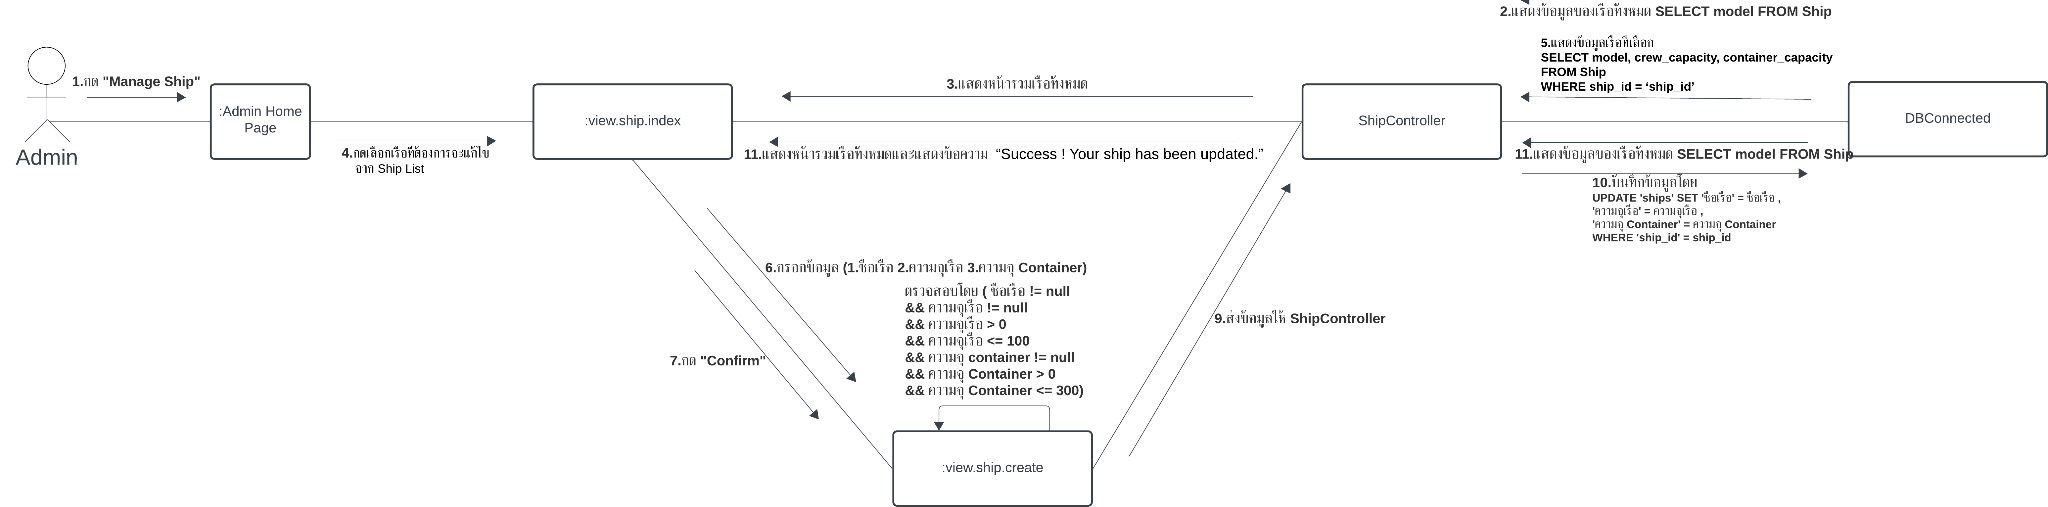 2.แสดงข้อมูลของเรือทั้งหมด SELECT model FROM Ship
5.แสดงข้อมูลเรือที่เลือก
SELECT model, crew_capacity, container_capacity
FROM Ship
WHERE ship_id = ‘ship_id’
1.กด "Manage Ship"
3.แสดงหน้ารวมเรือทั้งหมด
:Admin Home
Page
:view.ship.index
ShipController
DBConnected
Admin
4.กดเลือกเรือที่ต้องการจะแก้ไข
จาก Ship List
11.แสดงหน้ารวมเรือทั้งหมดและแสดงข้อความ “Success ! Your ship has been updated.”
11.แสดงข้อมูลของเรือทั้งหมด SELECT model FROM Ship
10.บันทึกข้อมูลโดย
UPDATE 'ships' SET 'ชื่อเรือ' = ชื่อเรือ ,
'ความจุเรือ' = ความจุเรือ ,
'ความจุ Container' = ความจุ Container
WHERE 'ship_id' = ship_id
6.กรอกข้อมูล (1.ชื่อเรือ 2.ความจุเรือ 3.ความจุ Container)
ตรวจสอบโดย ( ชื่อเรือ != null
&& ความจุเรือ != null
&& ความจุเรือ > 0
&& ความจุเรือ <= 100
&& ความจุ container != null
&& ความจุ Container > 0
&& ความจุ Container <= 300)
9.ส่งข้อมูลให้ ShipController
7.กด "Confirm"
:view.ship.create